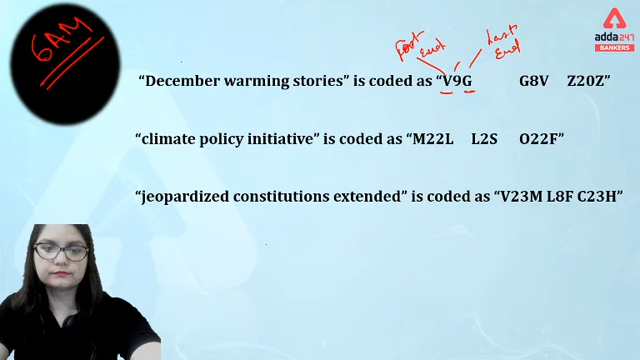 6AM
adda247
BANKERS
First
End
Last
End
“December warming stories” is coded as “V9G G8V Z20Z”
“climate policy initiative” is coded as “M22L L2S O22F”
“jeopardized constitutions extended” is coded as “V23M L8F C23H”